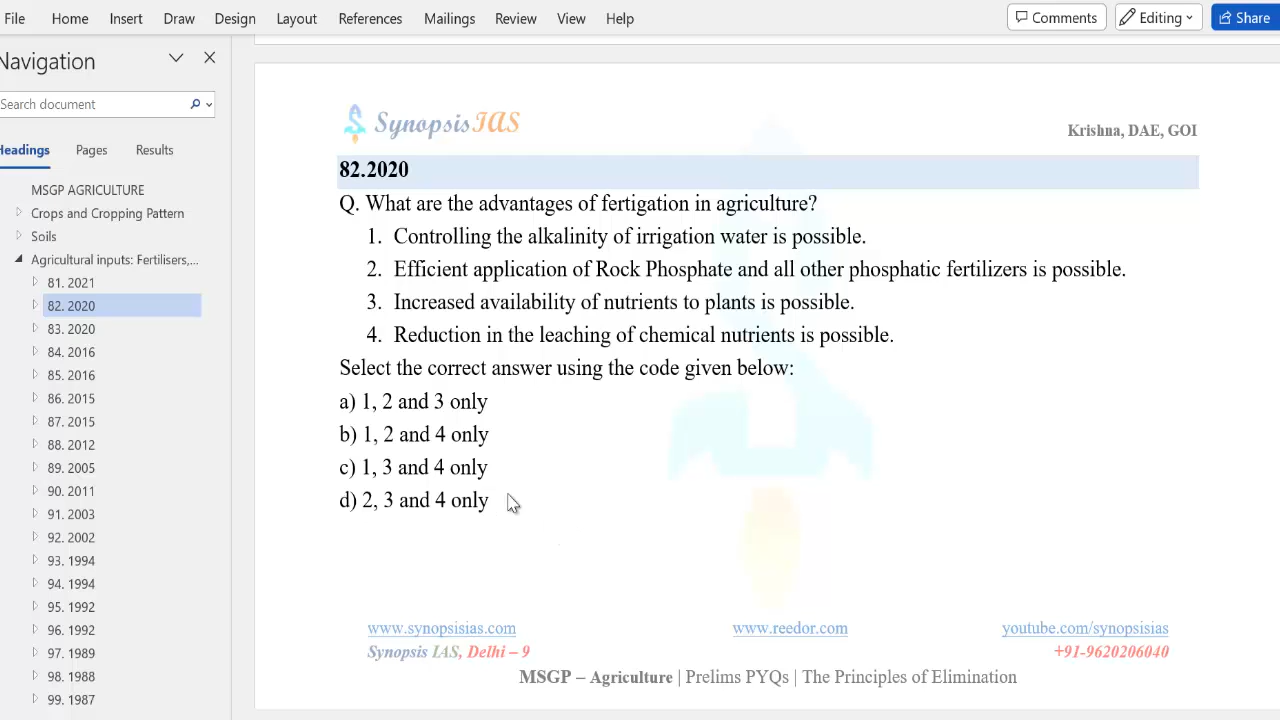 File Home Insert Draw Design Layout References Mailings Review View Help Comments Editing Share
Navigation
Search document
Headings Pages Results
MSGP AGRICULTURE
Crops and Cropping Pattern
Soils
Agricultural inputs: Fertilisers,...
81. 2021
82. 2020
83. 2020
84. 2016
85. 2016
86. 2015
87. 2015
88. 2012
89. 2005
90. 2011
91. 2003
92. 2002
93. 1994
94. 1994
95. 1992
96. 1992
97. 1989
98. 1988
99. 1987
SynopsisIAS
Krishna, DAE, GOI
82.2020
Q. What are the advantages of fertigation in agriculture?
1. Controlling the alkalinity of irrigation water is possible.
2. Efficient application of Rock Phosphate and all other phosphatic fertilizers is possible.
3. Increased availability of nutrients to plants is possible.
4. Reduction in the leaching of chemical nutrients is possible.
Select the correct answer using the code given below:
a) 1, 2 and 3 only
b) 1, 2 and 4 only
c) 1, 3 and 4 only
d) 2, 3 and 4 only
www.synopsisias.com www.reedor.com youtube.com/synopsisias
Synopsis IAS, Delhi – 9 +91-9620206040
MSGP – Agriculture | Prelims PYQs | The Principles of Elimination